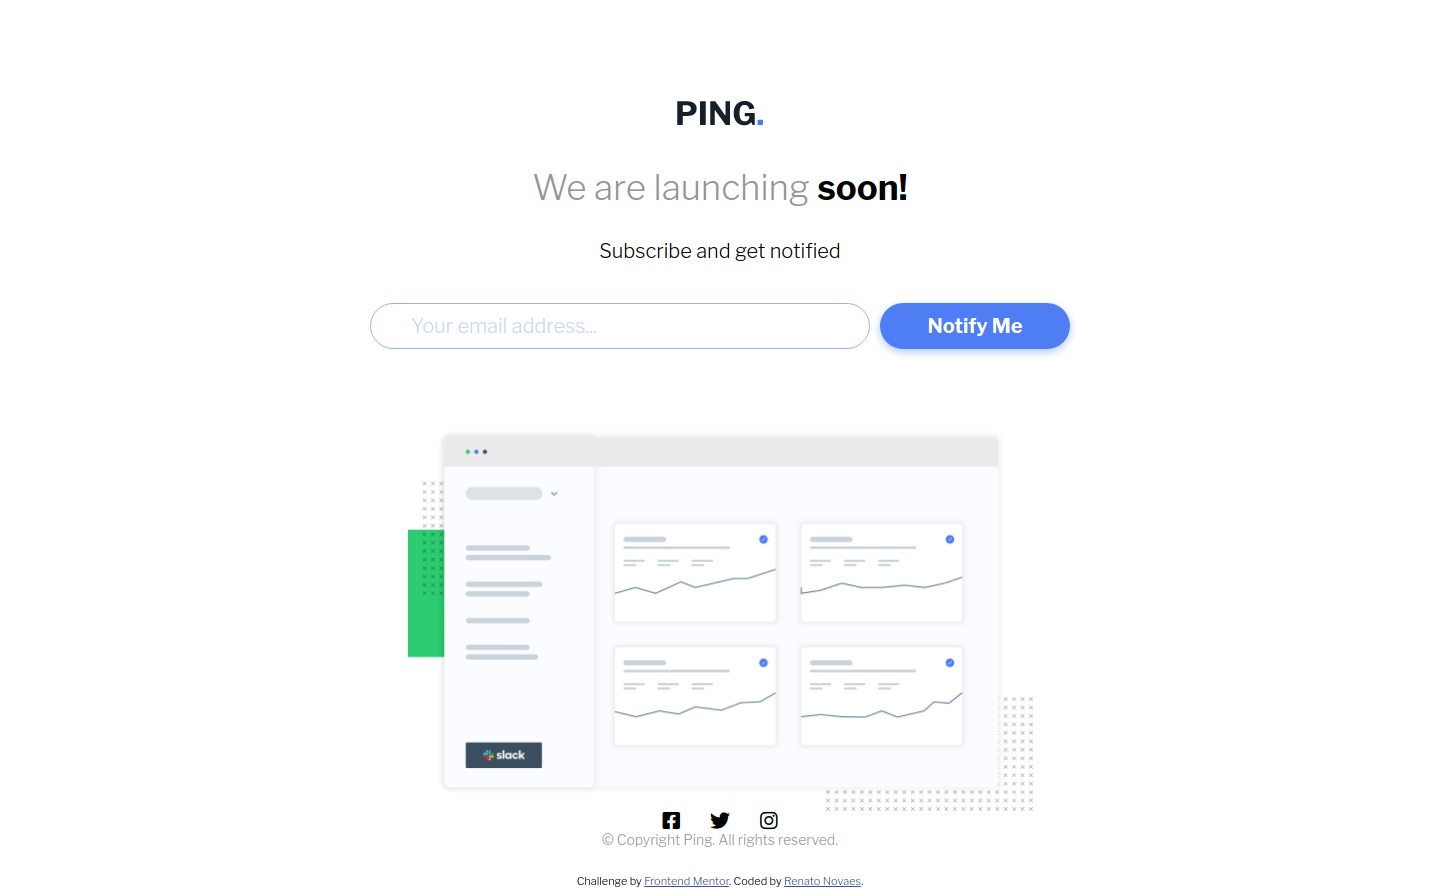 PING.
We are launching soon!
Subscribe and get notified
Your email address...
Notify Me
slack
© Copyright Ping. All rights reserved.
Challenge by Frontend Mentor. Coded by Renato Novaes.